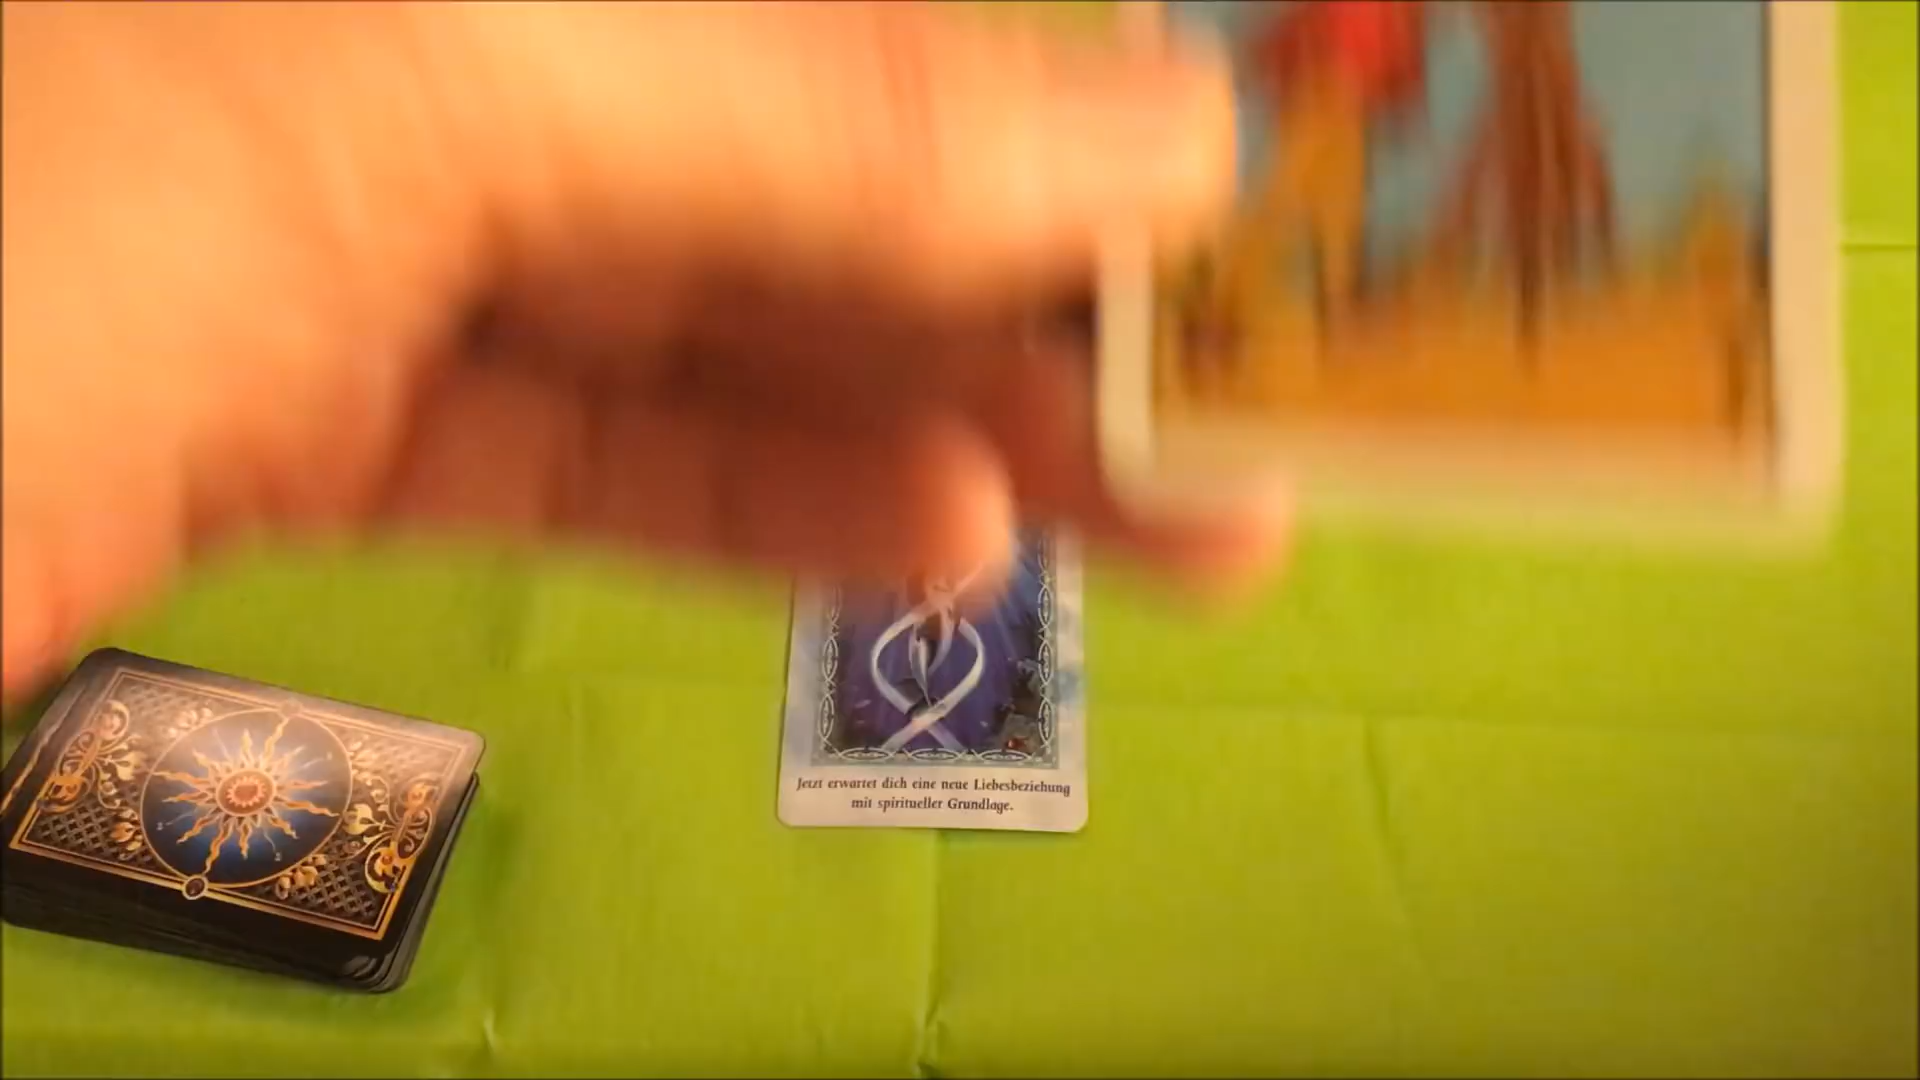 Jetzt erwartet dich eine neue Liebesbeziehung
mit spiritueller Grundlage.